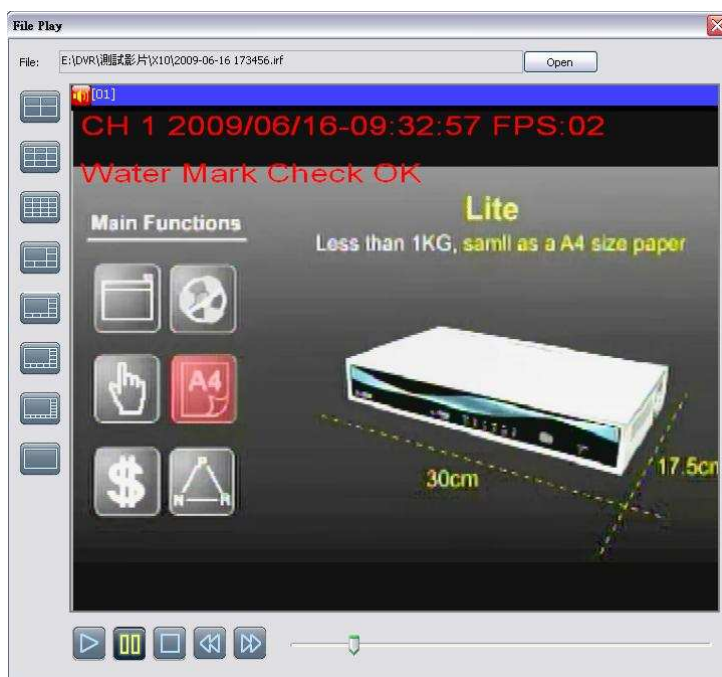 File Play
File: E:\DVR\測試影片\X10\2009-06-16 173456.irf Open
[01]
CH 1 2009/06/16-09:32:57 FPS:02
Water Mark Check OK
Lite
Main Functions
Less than 1KG, samll as a A4 size paper
A4
30cm
17.5cm
$
P
N R